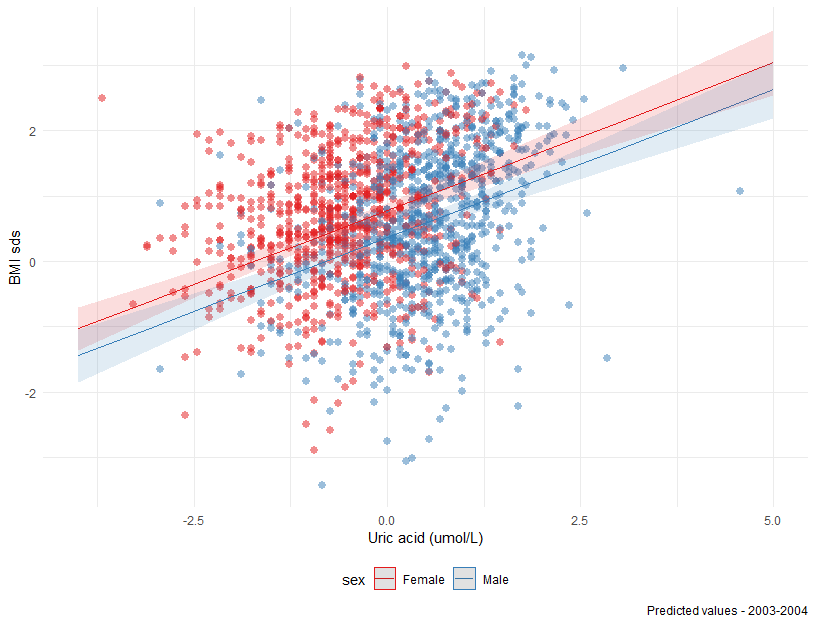 BMI sds
2
0
-2
-2.5
0.0
2.5
5.0
Uric acid (umol/L)
sex
Female
Male
Predicted values - 2003-2004